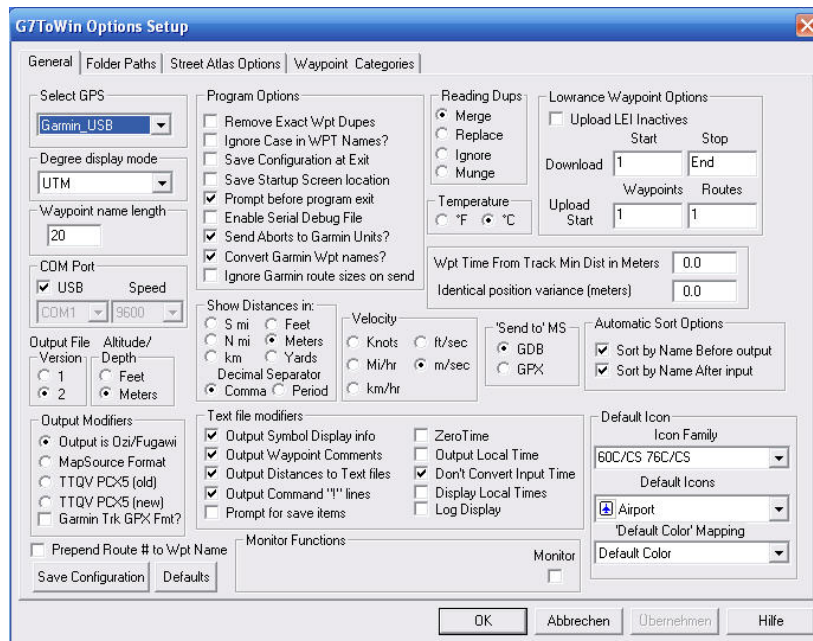 G7ToWin Options Setup
General
Folder Paths
Street Atlas Options
Waypoint Categories
Select GPS
Garmin_USB
Degree display mode
UTM
Waypoint name length
20
COM Port
USB Speed
COM1 9600
Output File Version
1
2
Altitude/Depth
Feet
Meters
Output Modifiers
Output is Ozi/Fugawi
MapSource Format
TTQV PCX5 (old)
TTQV PCX5 (new)
Garmin Trk GPX Fmt?
Prepend Route # to Wpt Name
Save Configuration
Defaults
Program Options
Remove Exact Wpt Dupes
Ignore Case in WPT Names?
Save Configuration at Exit
Save Startup Screen location
Prompt before program exit
Enable Serial Debug File
Send Aborts to Garmin Units?
Convert Garmin Wpt names?
Ignore Garmin route sizes on send
Show Distances in:
S mi Feet
N mi Meters
km Yards
Decimal Separator
Comma Period
Velocity
Knots ft/sec
Mi/hr m/sec
km/hr
Reading Dups
Merge
Replace
Ignore
Munge
Temperature
°F °C
Lowrance Waypoint Options
Upload LEI Inactives
Start Stop
Download 1 End
Waypoints Routes
Upload Start 1 1
Wpt Time From Track Min Dist in Meters 0.0
Identical position variance (meters) 0.0
'Send to' MS
GDB
GPX
Automatic Sort Options
Sort by Name Before output
Sort by Name After input
Text file modifiers
Output Symbol Display info
Output Waypoint Comments
Output Distances to Text files
Output Command "!" lines
Prompt for save items
ZeroTime
Output Local Time
Don't Convert Input Time
Display Local Times
Log Display
Monitor Functions
Monitor
Default Icon
Icon Family
60C/CS 76C/CS
Default Icons
Airport
'Default Color' Mapping
Default Color
OK
Abbrechen
Übernehmen
Hilfe